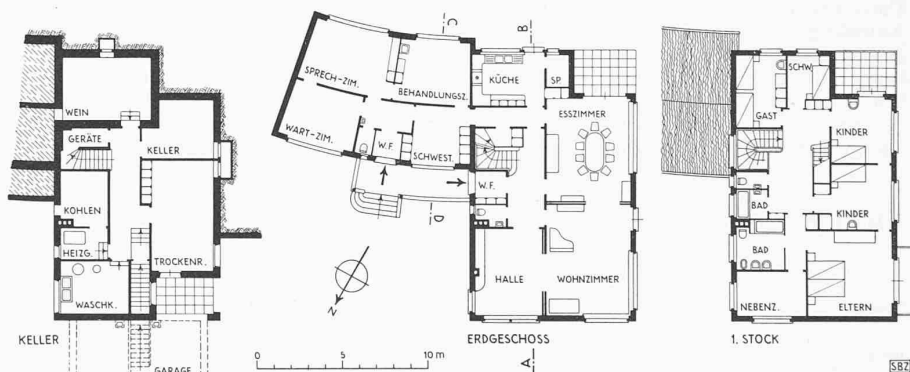 WEIN
GERÄTE
KELLER
KOHLEN
HEIZG.
TROCKENR.
WASCHK.
KELLER
GARAGE
SPRECH-ZIM.
BEHANDLUNGSZ.
WART-ZIM.
W.F.
SCHWEST.
KÜCHE
SP.
ESSZIMMER
W.F.
HALLE
WOHNZIMMER
C
B
D
A
N
0 5 10 m
ERDGESCHOSS
SCHW.
GAST
KINDER
BAD
KINDER
BAD
NEBENZ.
ELTERN
1. STOCK
SBZ